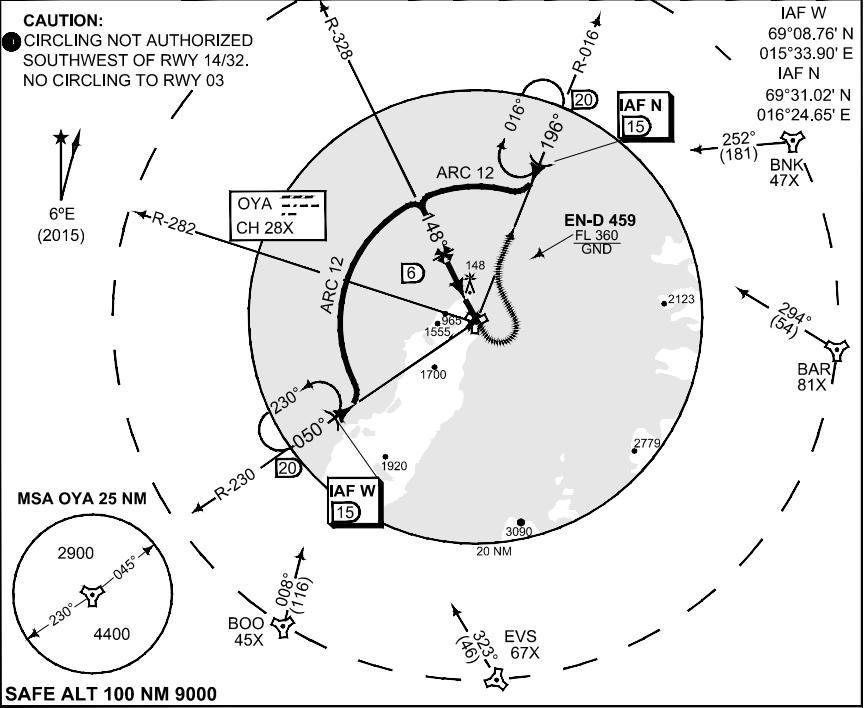 CAUTION:
CIRCLING NOT AUTHORIZED
SOUTHWEST OF RWY 14/32.
NO CIRCLING TO RWY 03
R-328
R-016
IAF W
69°08.76' N
015°33.90' E
IAF N
69°31.02' N
016°24.65' E
20
016°
196°
IAF N
15
252°
(181)
BNK
47X
6°E
(2015)
R-282
OYA
CH 28X
ARC 12
148°
EN-D 459
FL 360
GND
6
148
ARC 12
965
1555
2123
294°
(54)
BAR
81X
1700
230°
050°
20
R-230
1920
2779
IAF W
15
3090
20 NM
MSA OYA 25 NM
2900
045°
230°
4400
008°
(116)
BOO
45X
323°
(46)
EVS
67X
SAFE ALT 100 NM 9000